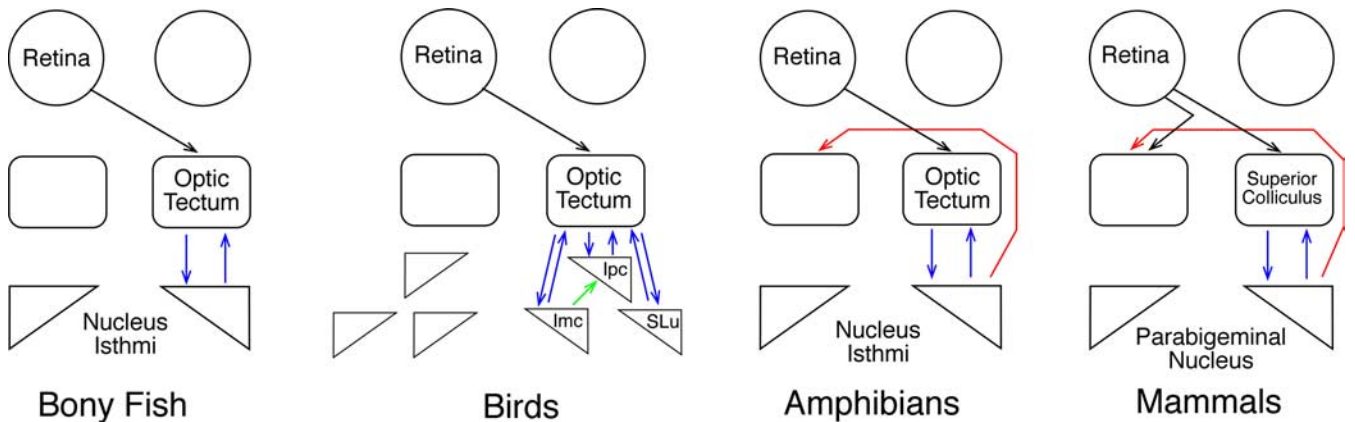 Retina
Retina
Retina
Retina
Optic
Tectum
Optic
Tectum
Optic
Tectum
Superior
Colliculus
Ipc
Imc
SLu
Nucleus
Isthmi
Nucleus
Isthmi
Parabigeminal
Nucleus
Bony Fish
Birds
Amphibians
Mammals